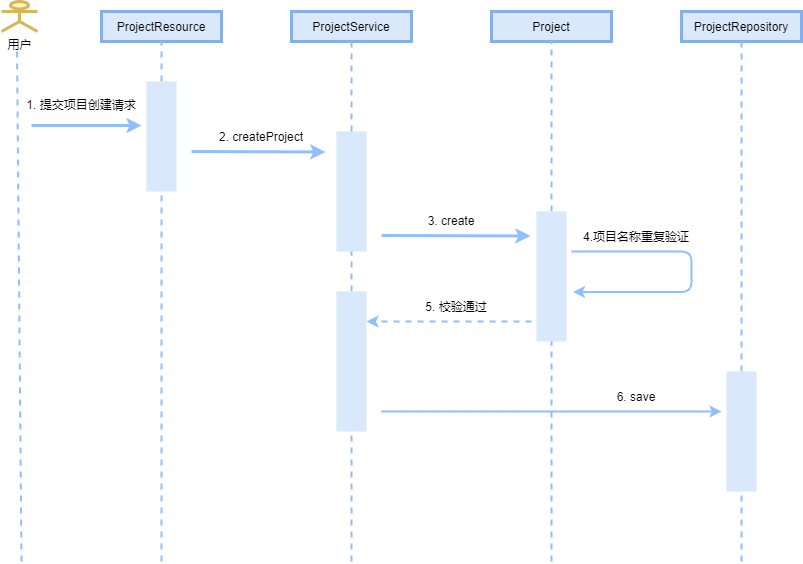 用户
ProjectResource
ProjectService
Project
ProjectRepository
1. 提交项目创建请求
2. createProject
3. create
4.项目名称重复验证
5. 校验通过
6. save